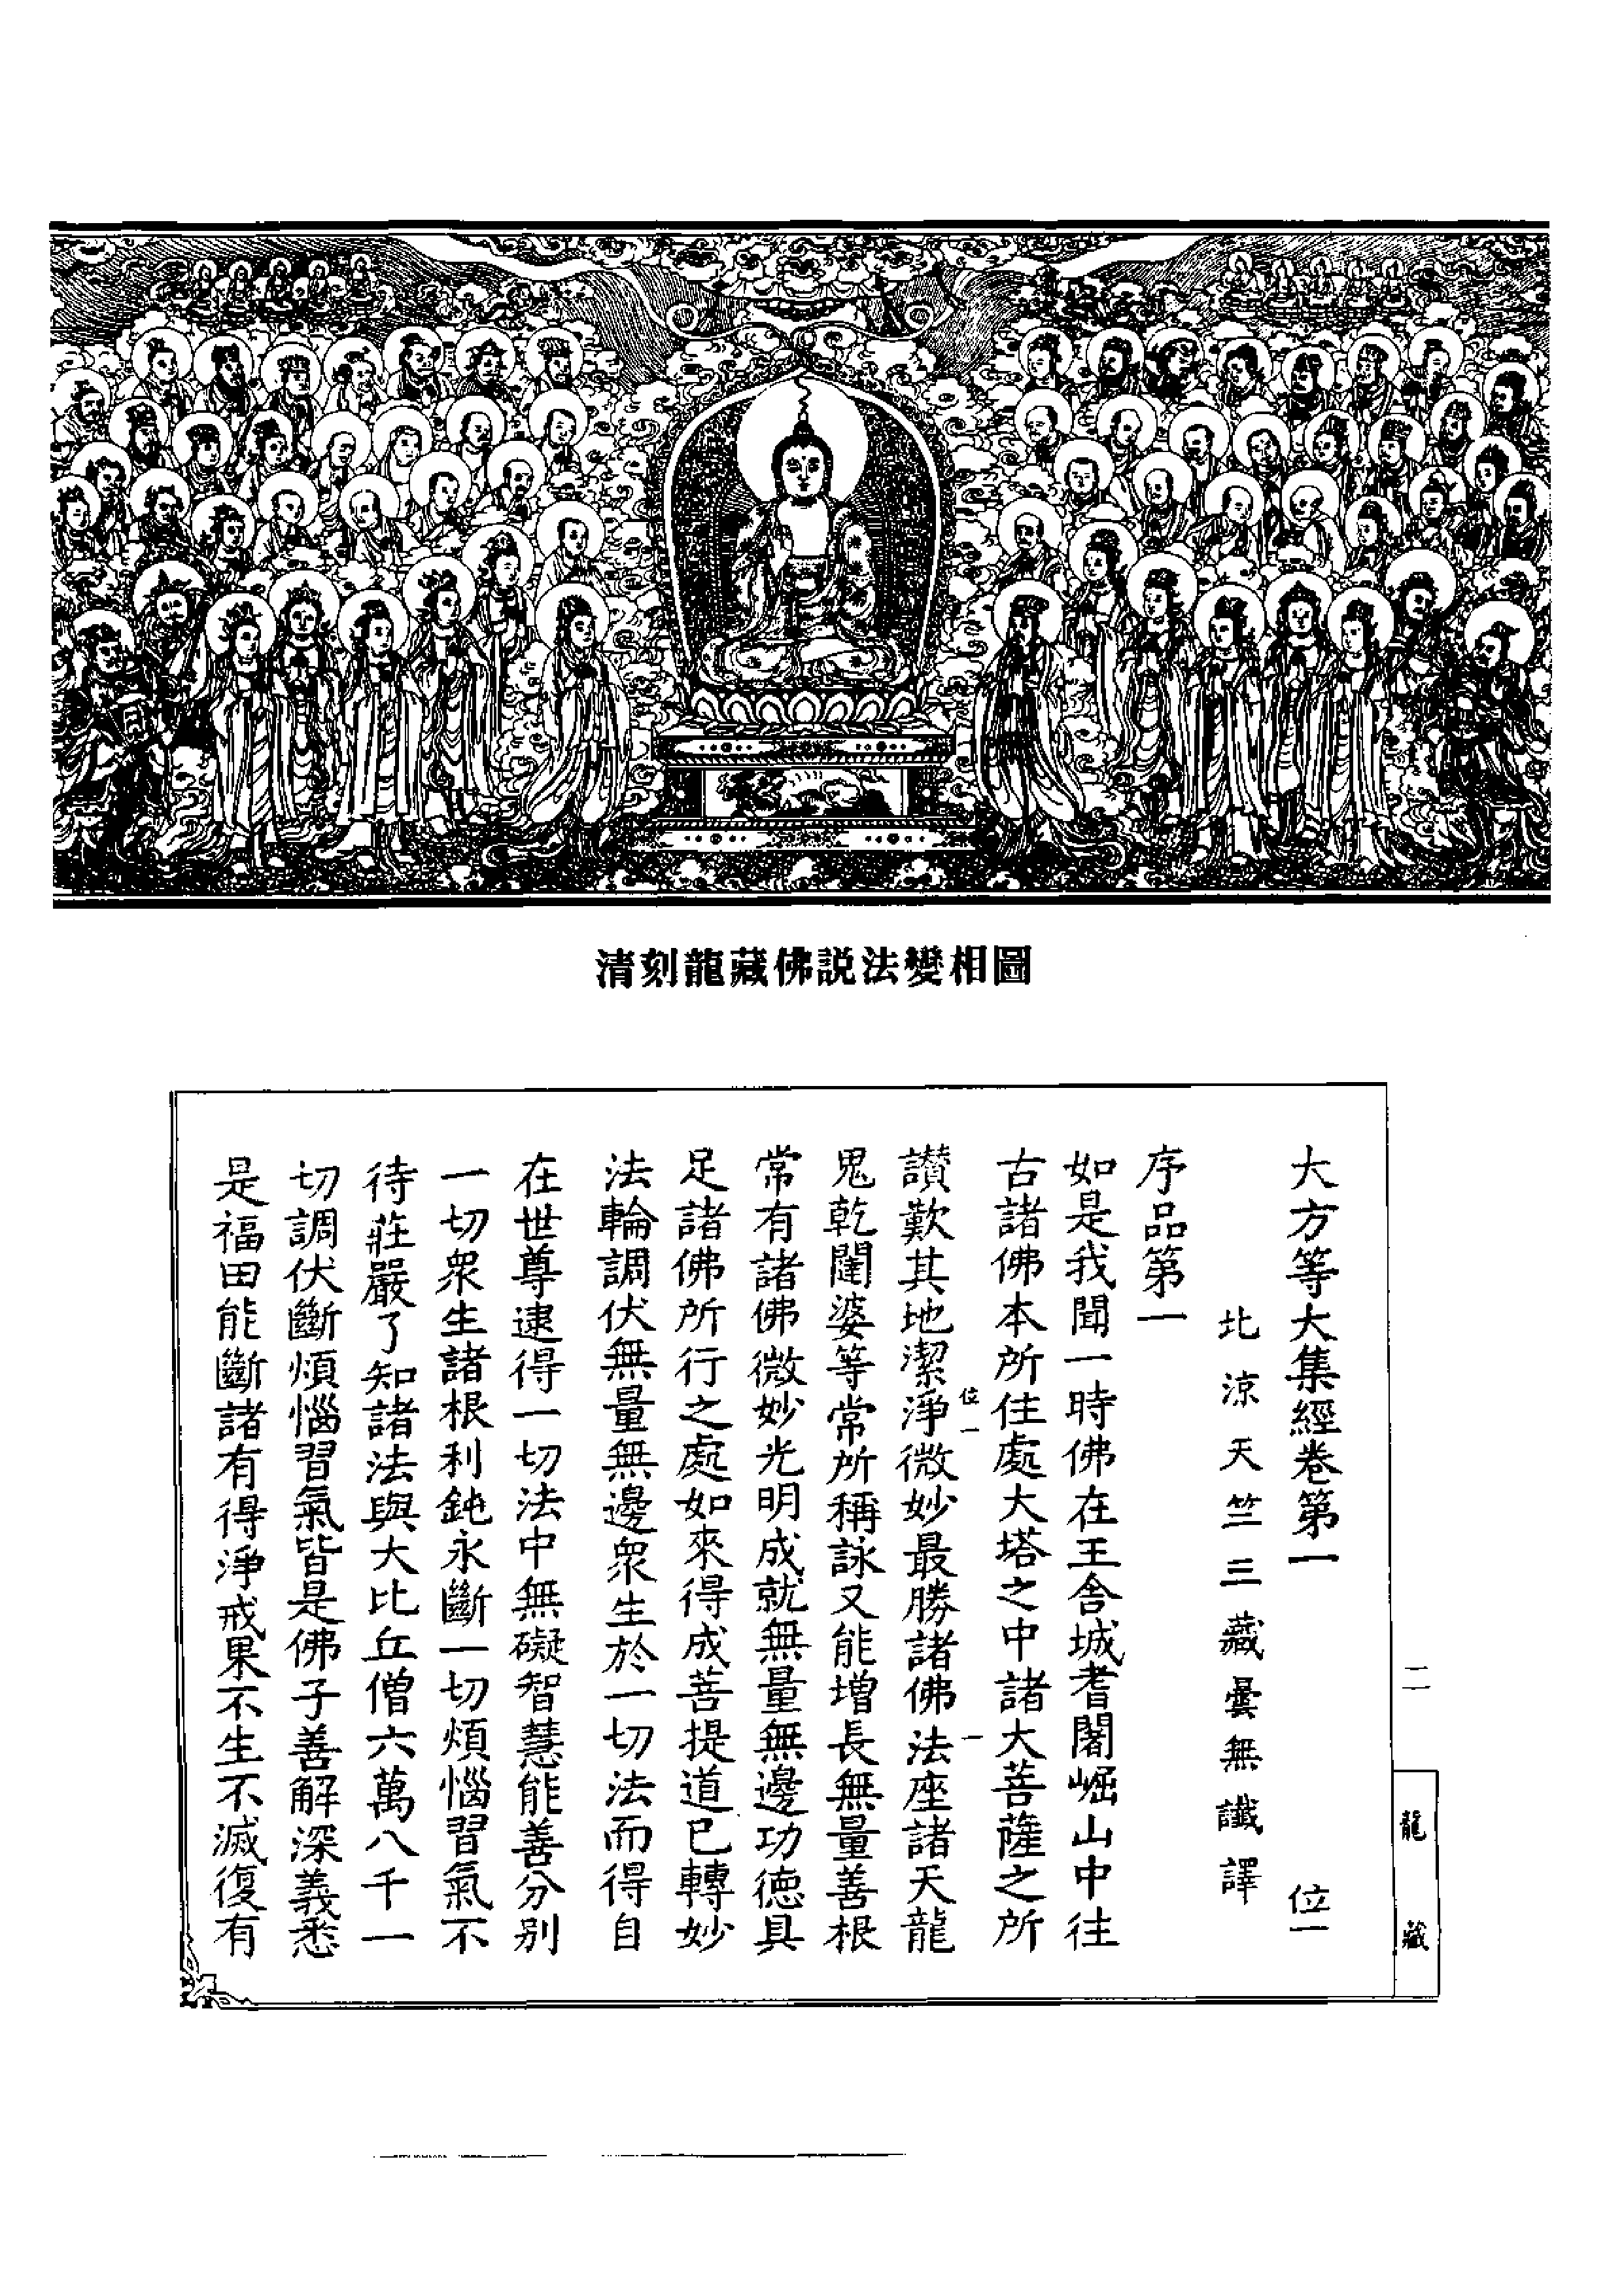 清刻龍藏佛説法變相圖
二
龍藏
大方等大集經卷第一 位一
北涼天竺三藏曇無讖譯
序品第一
如是我聞一時佛在王舍城耆闍崛山中往
古諸佛本所住處大塔之中諸大菩薩之所
讚歎其地潔淨微妙最勝諸佛法座諸天龍
位一 一
鬼乾闥婆等常所稱詠又能增長無量善根
常有諸佛微妙光明成就無量無邊功德具
足諸佛所行之處如來得成菩提道已轉妙
法輪調伏無量無邊眾生於一切法而得自
在世尊逮得一切法中無礙智慧能善分別
一切眾生諸根利鈍永斷一切煩惱習氣不
待莊嚴了知諸法與大比丘僧六萬八千一
切調伏斷煩惱習氣皆是佛子善解深義悉
是福田能斷諸有得淨戒果不生不滅復有